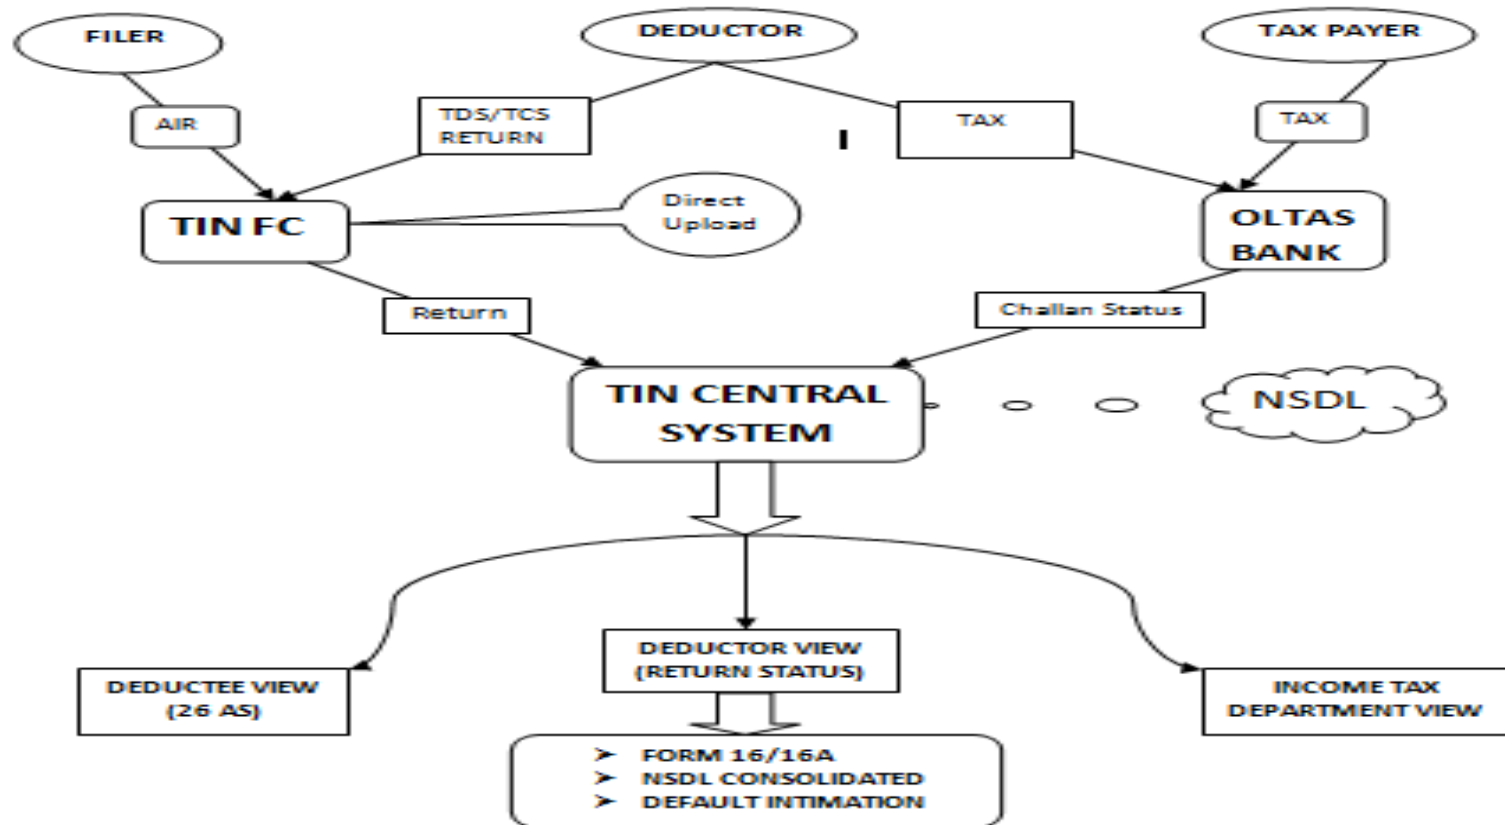 FILER
DEDUCTOR
TAX PAYER
AIR
TDS/TCS
RETURN
TAX
TAX
TIN FC
Direct
Upload
OLTAS
BANK
Return
Challan Status
TIN CENTRAL
SYSTEM
NSDL
DEDUCTEE VIEW
(26 AS)
DEDUCTOR VIEW
(RETURN STATUS)
INCOME TAX
DEPARTMENT VIEW
➢ FORM 16/16A
➢ NSDL CONSOLIDATED
➢ DEFAULT INTIMATION